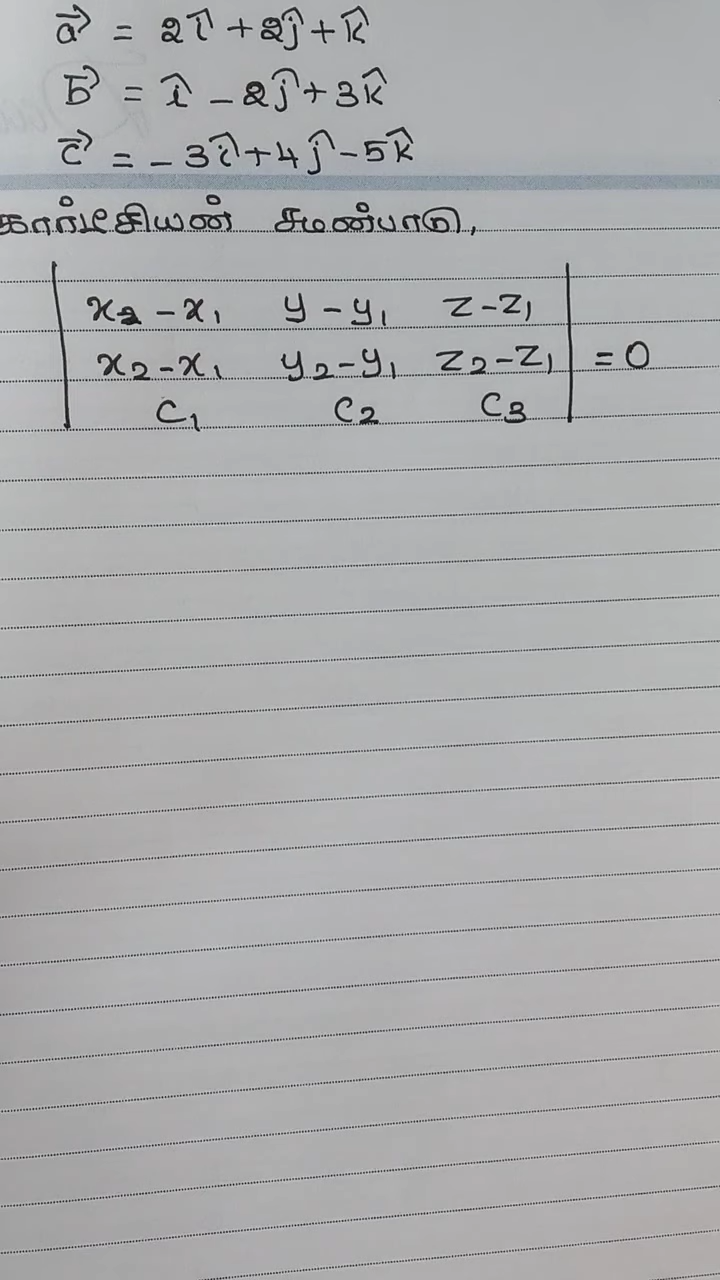 a⃗ = 2î + 2ĵ + k̂
b⃗ = î - 2ĵ + 3k̂
c⃗ = - 3î + 4ĵ - 5k̂
கார்டீசியன் சமன்பாடு,
| x - x₁ y - y₁ z - z₁ |
| x₂ - x₁ y₂ - y₁ z₂ - z₁ | = 0
| c₁ c₂ c₃ |